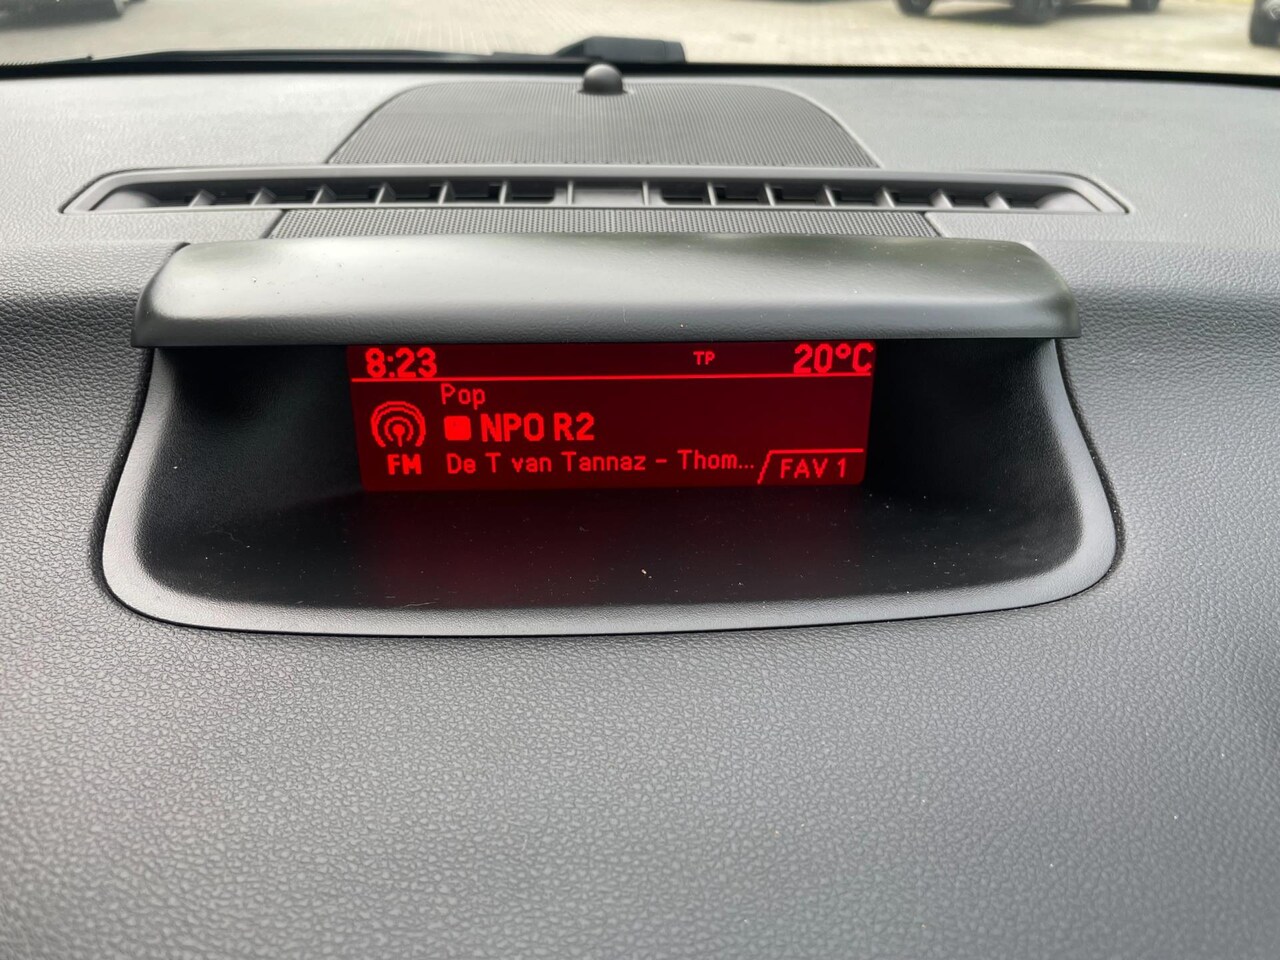 8:23 TP 20°C
Pop
NPO R2
FM De T van Tannaz - Thom... FAV 1